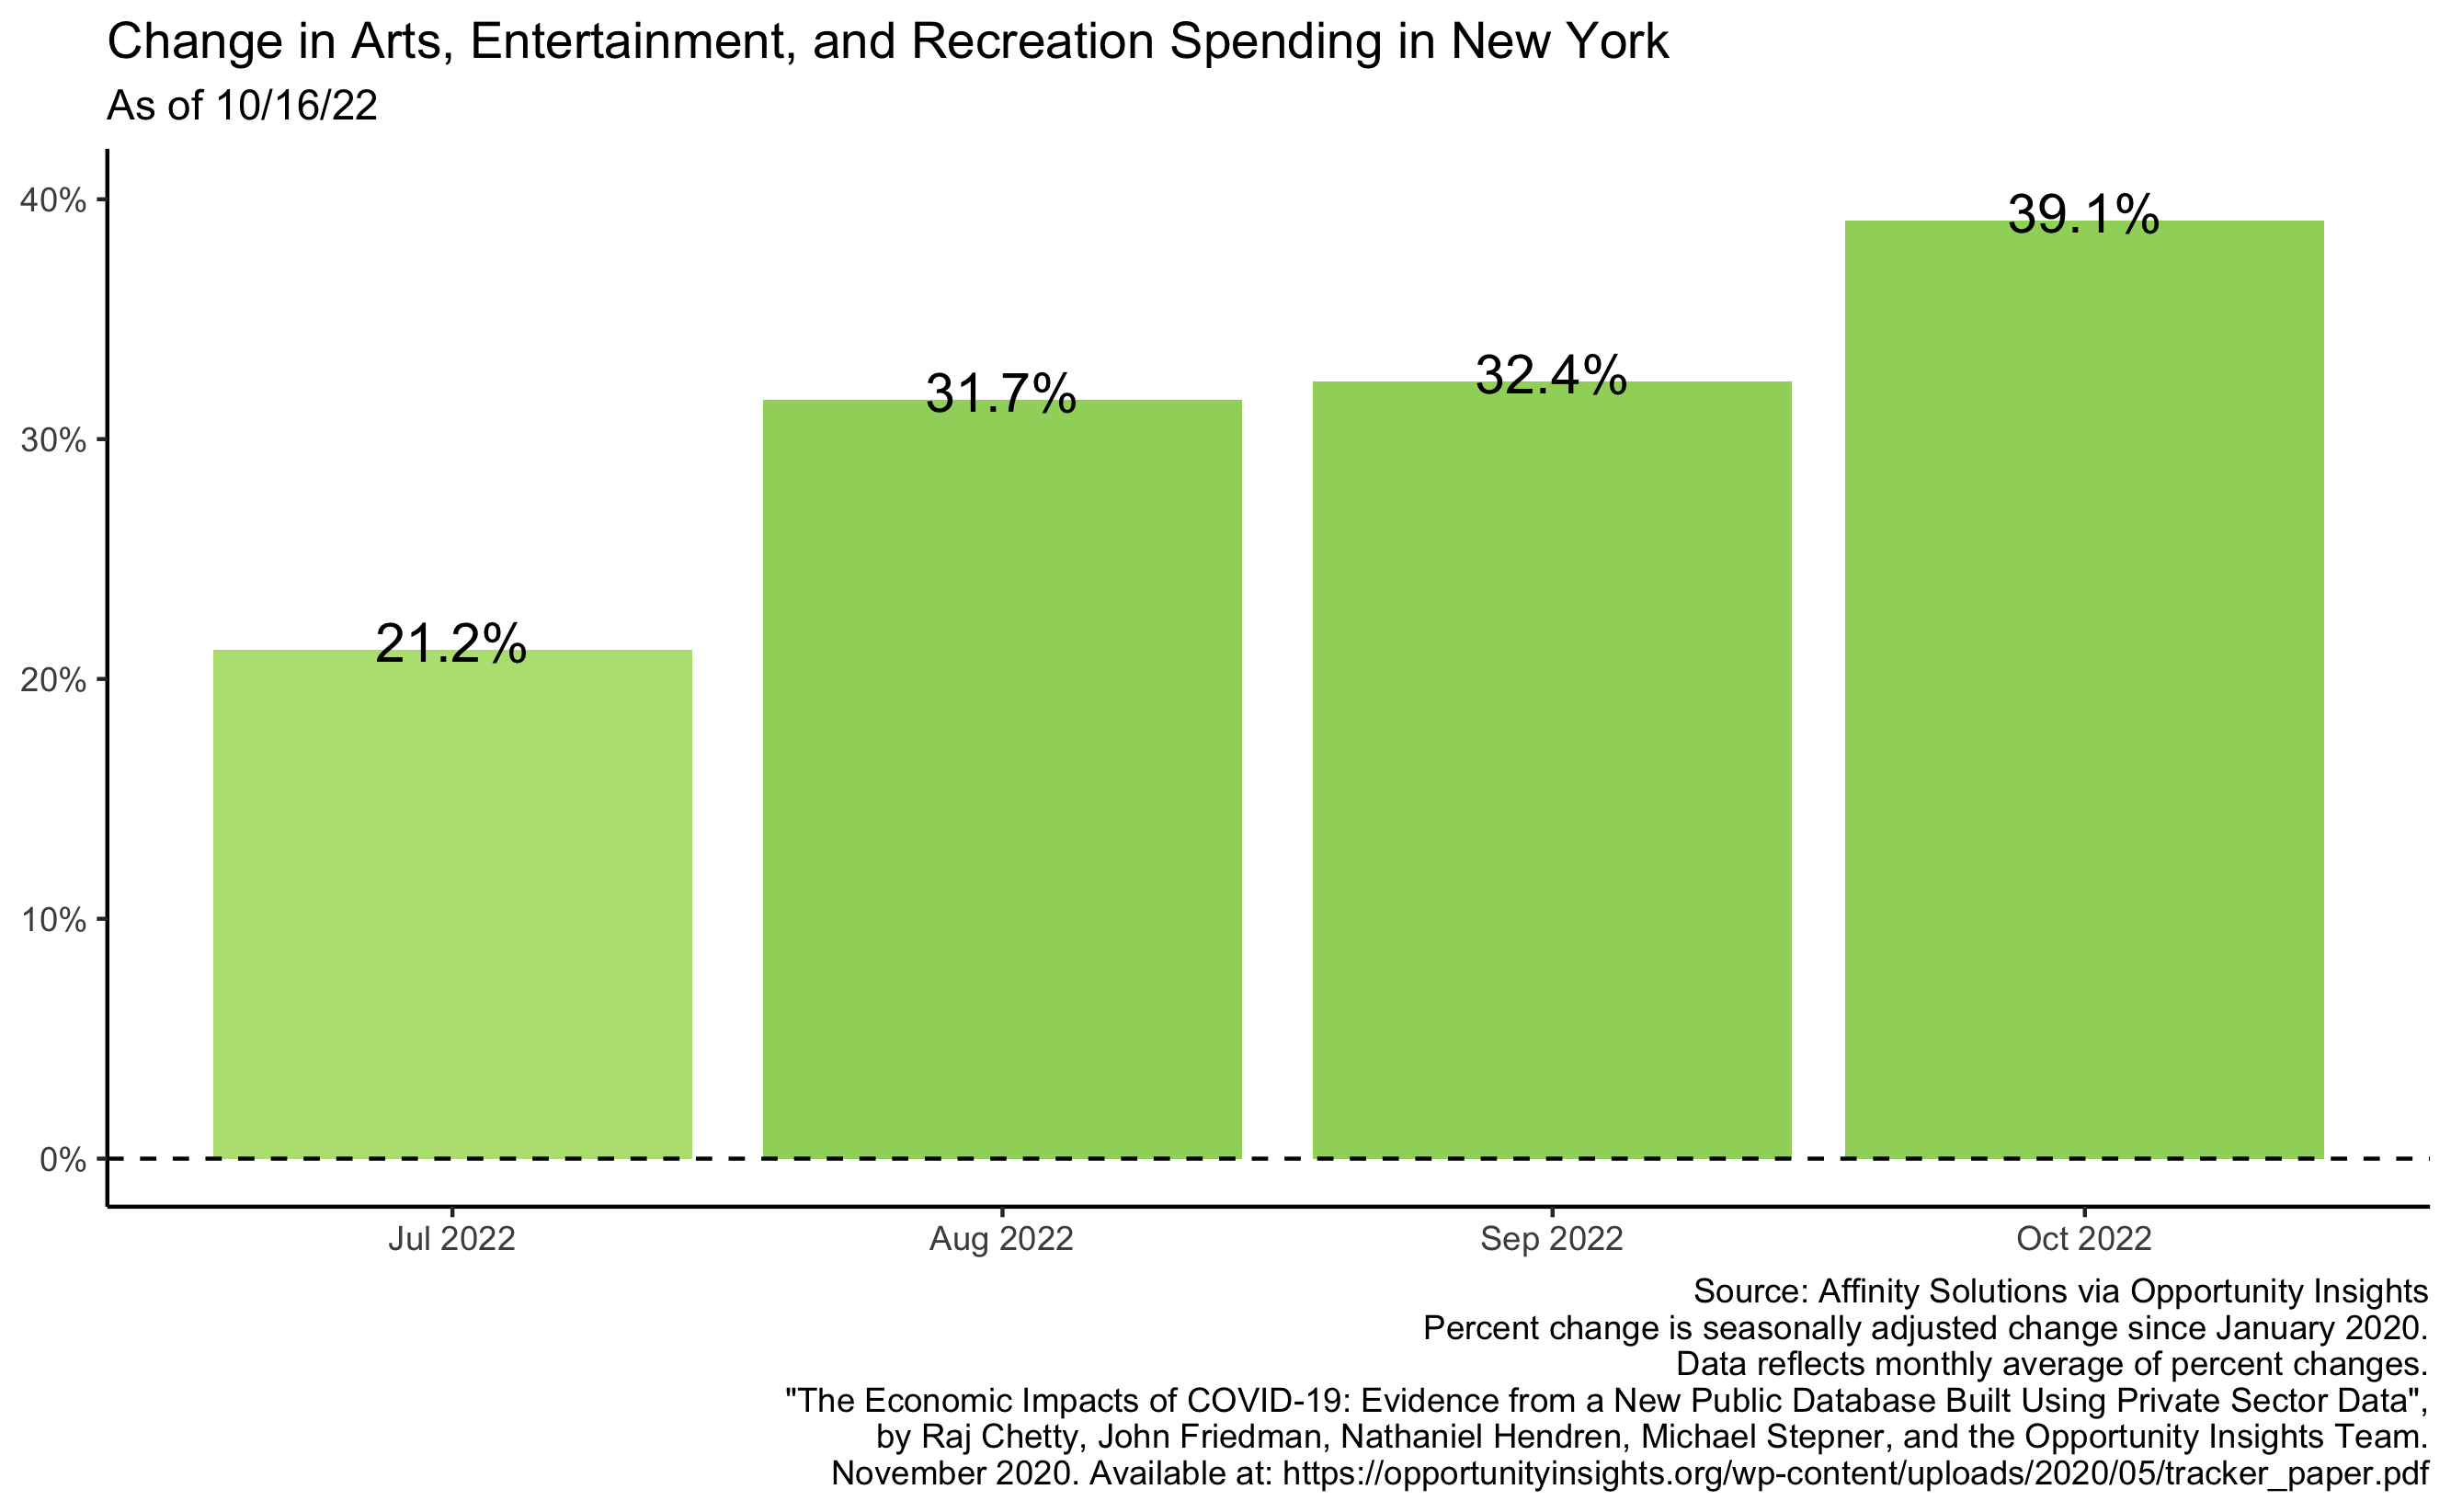 Change in Arts, Entertainment, and Recreation Spending in New York
As of 10/16/22
40%
30%
20%
10%
0%
21.2%
31.7%
32.4%
39.1%
Jul 2022
Aug 2022
Sep 2022
Oct 2022
Source: Affinity Solutions via Opportunity Insights
Percent change is seasonally adjusted change since January 2020.
Data reflects monthly average of percent changes.
"The Economic Impacts of COVID-19: Evidence from a New Public Database Built Using Private Sector Data",
by Raj Chetty, John Friedman, Nathaniel Hendren, Michael Stepner, and the Opportunity Insights Team.
November 2020. Available at: https://opportunityinsights.org/wp-content/uploads/2020/05/tracker_paper.pdf